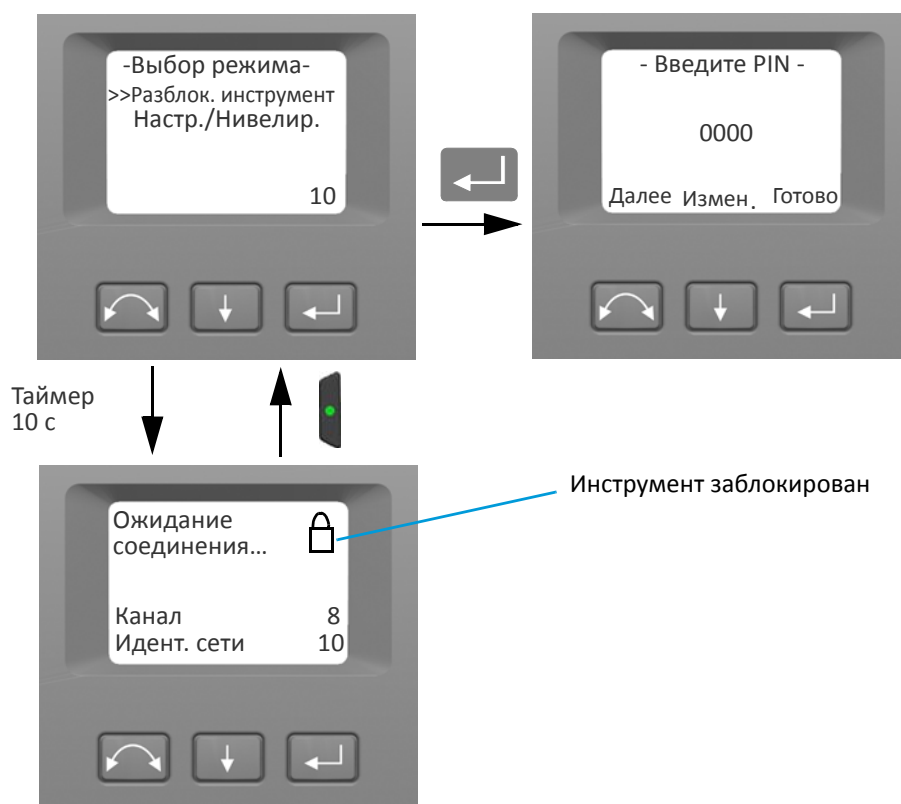 -Выбор режима-
>>Разблок. инструмент
Настр./Нивелир.
10
- Введите PIN -
0000
Далее Измен. Готово
Таймер
10 с
Ожидание
соединения...
Канал 8
Идент. сети 10
Инструмент заблокирован